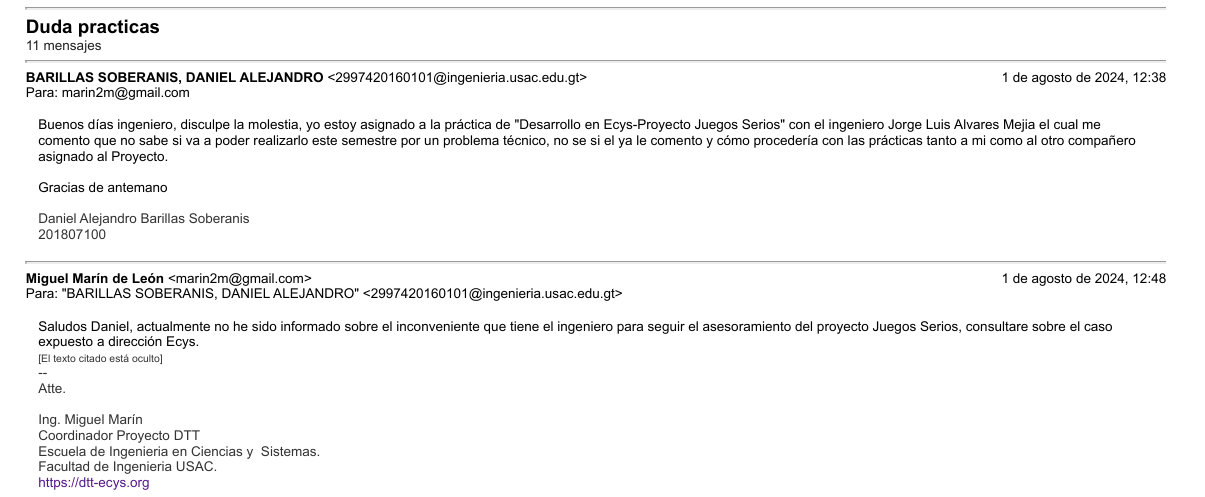 Duda practicas
11 mensajes
BARILLAS SOBERANIS, DANIEL ALEJANDRO <2997420160101@ingenieria.usac.edu.gt> 1 de agosto de 2024, 12:38
Para: marin2m@gmail.com
Buenos días ingeniero, disculpe la molestia, yo estoy asignado a la práctica de "Desarrollo en Ecys-Proyecto Juegos Serios" con el ingeniero Jorge Luis Alvares Mejia el cual me
comento que no sabe si va a poder realizarlo este semestre por un problema técnico, no se si el ya le comento y cómo procedería con las prácticas tanto a mi como al otro compañero
asignado al Proyecto.
Gracias de antemano
Daniel Alejandro Barillas Soberanis
201807100
Miguel Marín de León <marin2m@gmail.com> 1 de agosto de 2024, 12:48
Para: "BARILLAS SOBERANIS, DANIEL ALEJANDRO" <2997420160101@ingenieria.usac.edu.gt>
Saludos Daniel, actualmente no he sido informado sobre el inconveniente que tiene el ingeniero para seguir el asesoramiento del proyecto Juegos Serios, consultare sobre el caso
expuesto a dirección Ecys.
[El texto citado está oculto]
--
Atte.
Ing. Miguel Marín
Coordinador Proyecto DTT
Escuela de Ingenieria en Ciencias y  Sistemas.
Facultad de Ingenieria USAC.
https://dtt-ecys.org